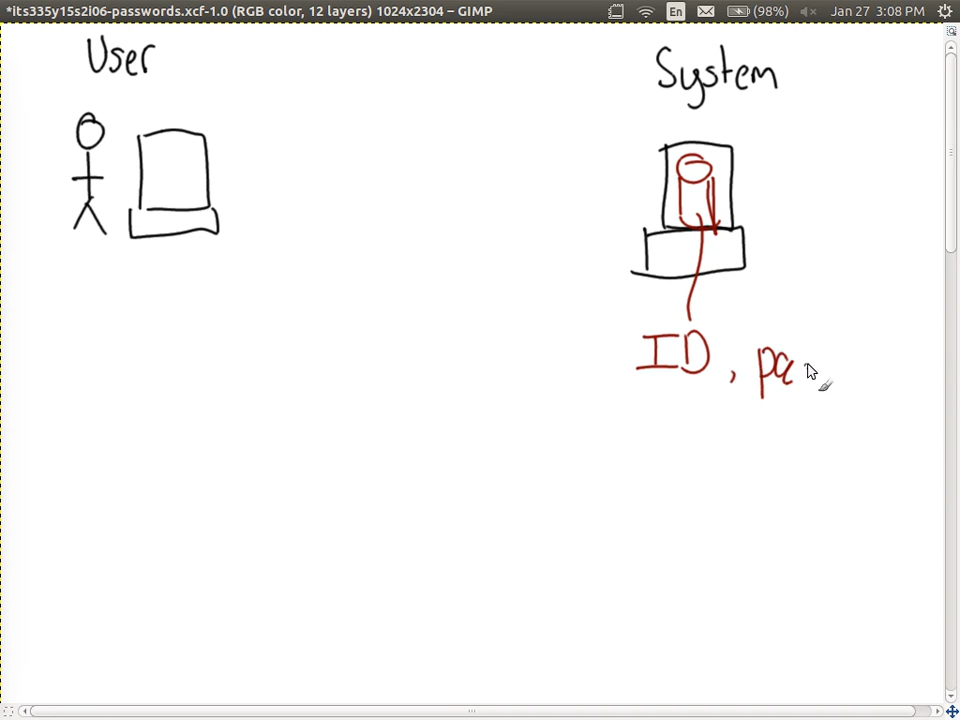 *its335y15s2i06-passwords.xcf-1.0 (RGB color, 12 layers) 1024x2304 – GIMP
En (98%) Jan 27 3:08 PM
User
System
ID, pa